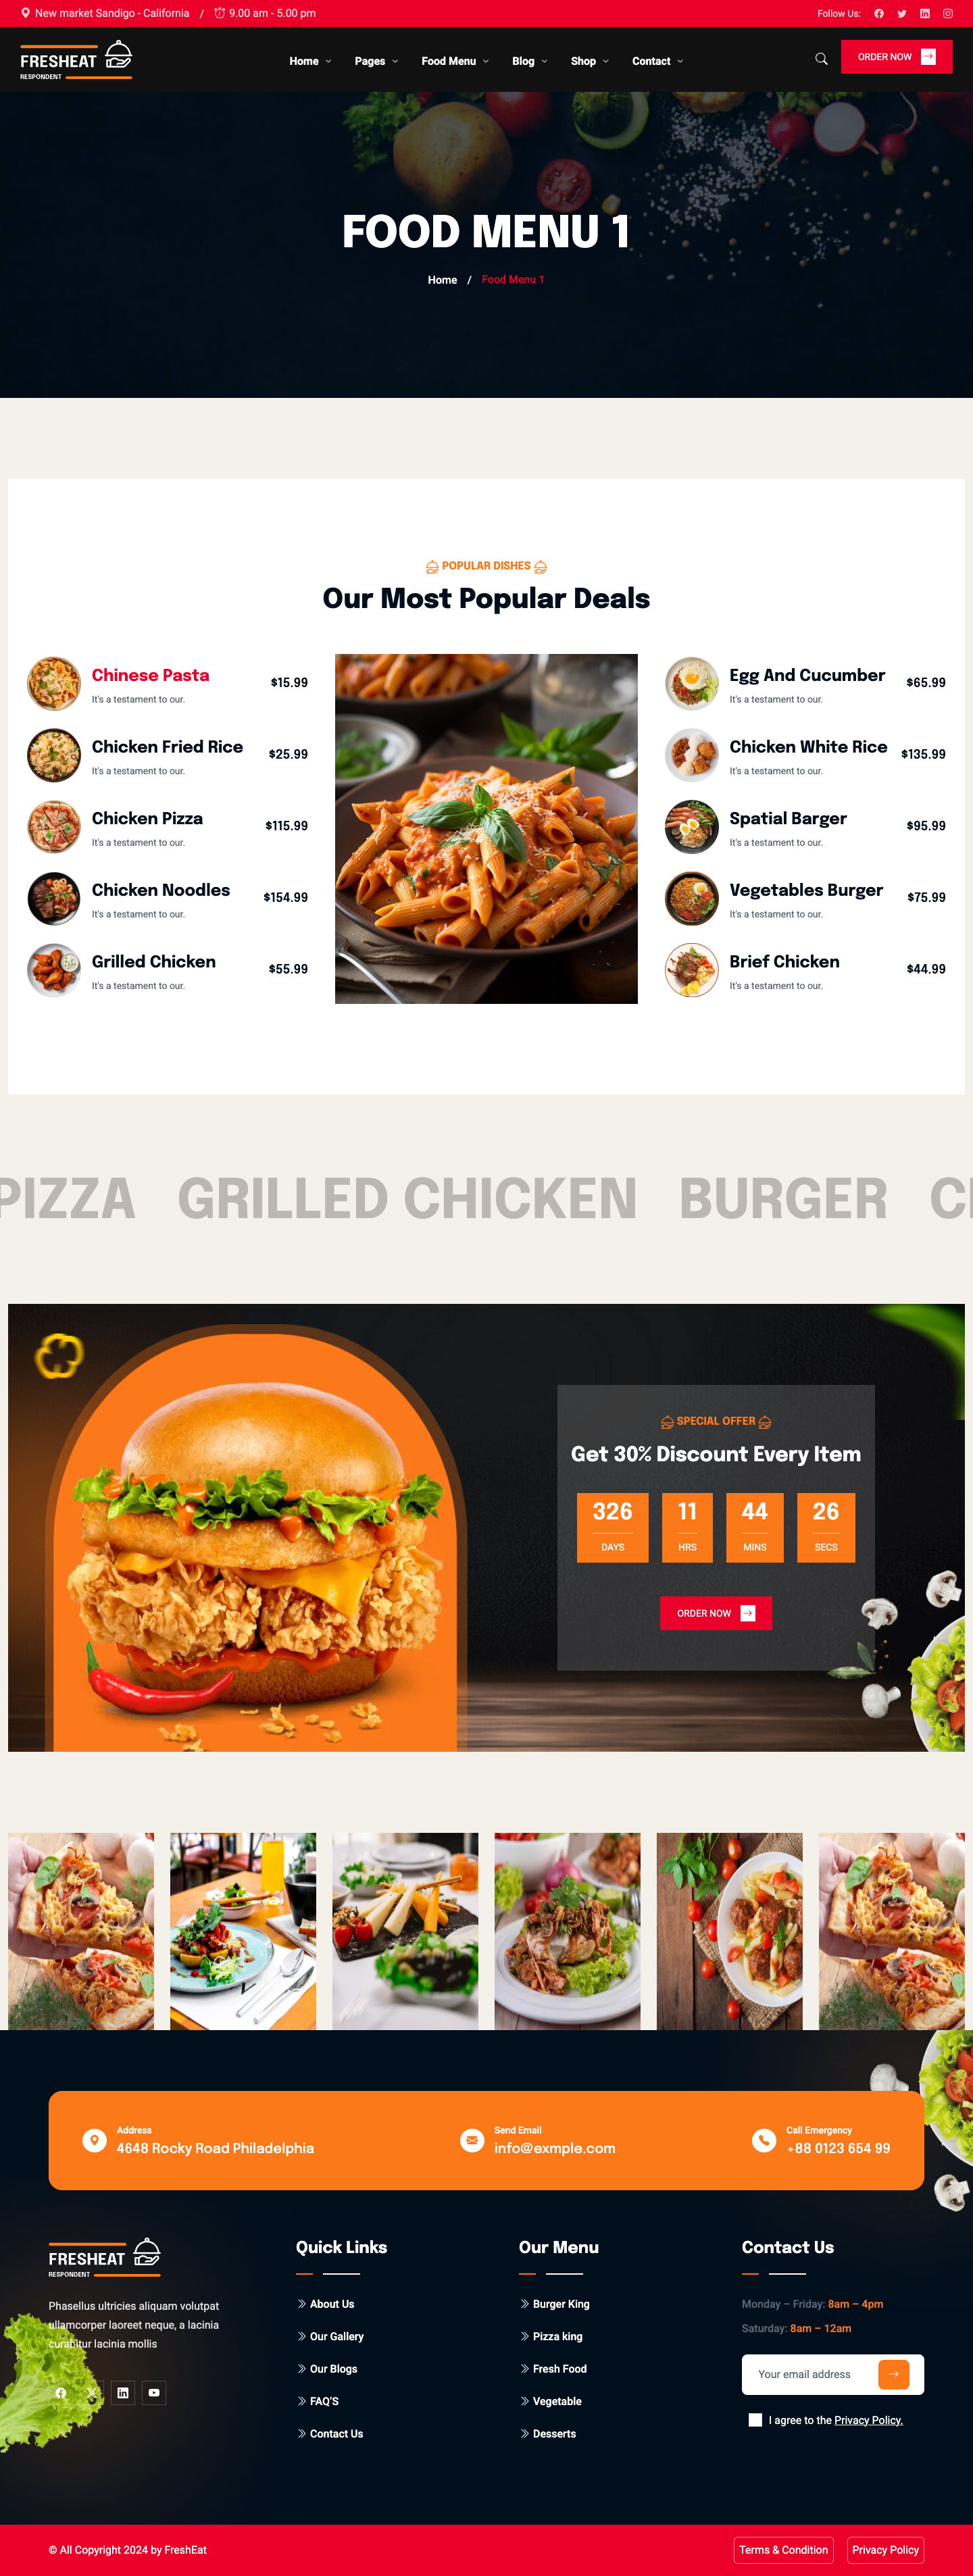 New market Sandigo - California / 9.00 am - 5.00 pm
Follow Us:
FRESHEAT
RESPONDENT
Home Pages Food Menu Blog Shop Contact
ORDER NOW
FOOD MENU 1
Home / Food Menu 1
POPULAR DISHES
Our Most Popular Deals
Chinese Pasta $15.99
It's a testament to our.
Chicken Fried Rice $25.99
It's a testament to our.
Chicken Pizza $115.99
It's a testament to our.
Chicken Noodles $154.99
It's a testament to our.
Grilled Chicken $55.99
It's a testament to our.
Egg And Cucumber $65.99
It's a testament to our.
Chicken White Rice $135.99
It's a testament to our.
Spatial Barger $95.99
It's a testament to our.
Vegetables Burger $75.99
It's a testament to our.
Brief Chicken $44.99
It's a testament to our.
PIZZA GRILLED CHICKEN BURGER
SPECIAL OFFER
Get 30% Discount Every Item
326 11 44 26
DAYS HRS MINS SECS
ORDER NOW
Address
4648 Rocky Road Philadelphia
Send Email
info@exmple.com
Call Emergency
+88 0123 654 99
FRESHEAT
RESPONDENT
Phasellus ultricies aliquam volutpat
ullamcorper laoreet neque, a lacinia
curabitur lacinia mollis
Quick Links
About Us
Our Gallery
Our Blogs
FAQ'S
Contact Us
Our Menu
Burger King
Pizza king
Fresh Food
Vegetable
Desserts
Contact Us
Monday – Friday: 8am – 4pm
Saturday: 8am – 12am
Your email address
I agree to the Privacy Policy.
© All Copyright 2024 by FreshEat
Terms & Condition
Privacy Policy